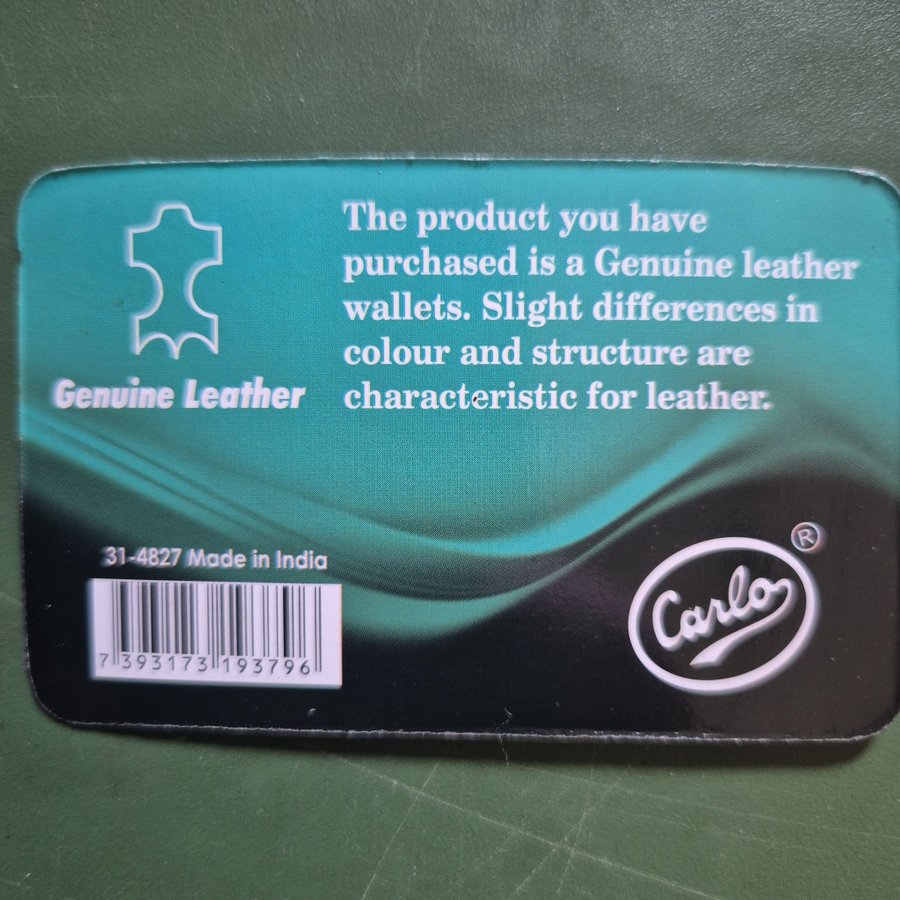 The product you have
purchased is a Genuine leather
wallets. Slight differences in
colour and structure are
characteristic for leather.
Genuine Leather
31-4827 Made in India
7 393173 193796
Carlo ®